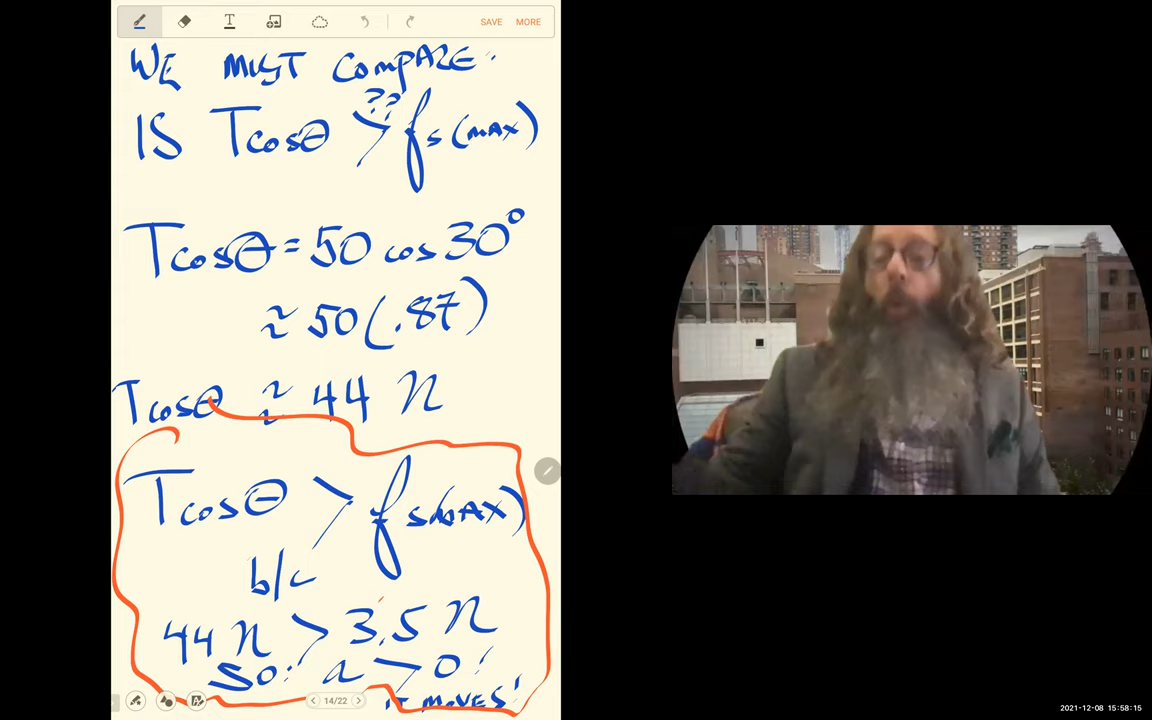 SAVE MORE
WE MUST COMPARE:
??
IS Tcosθ > fs(MAX)
Tcosθ = 50 cos 30°
≈ 50(.87)
Tcosθ ≈ 44 N
Tcosθ > fs(MAX)
b/c
44 N > 3.5 N
SO: a > 0!
IT MOVES!
14/22
2021-12-08 15:58:15